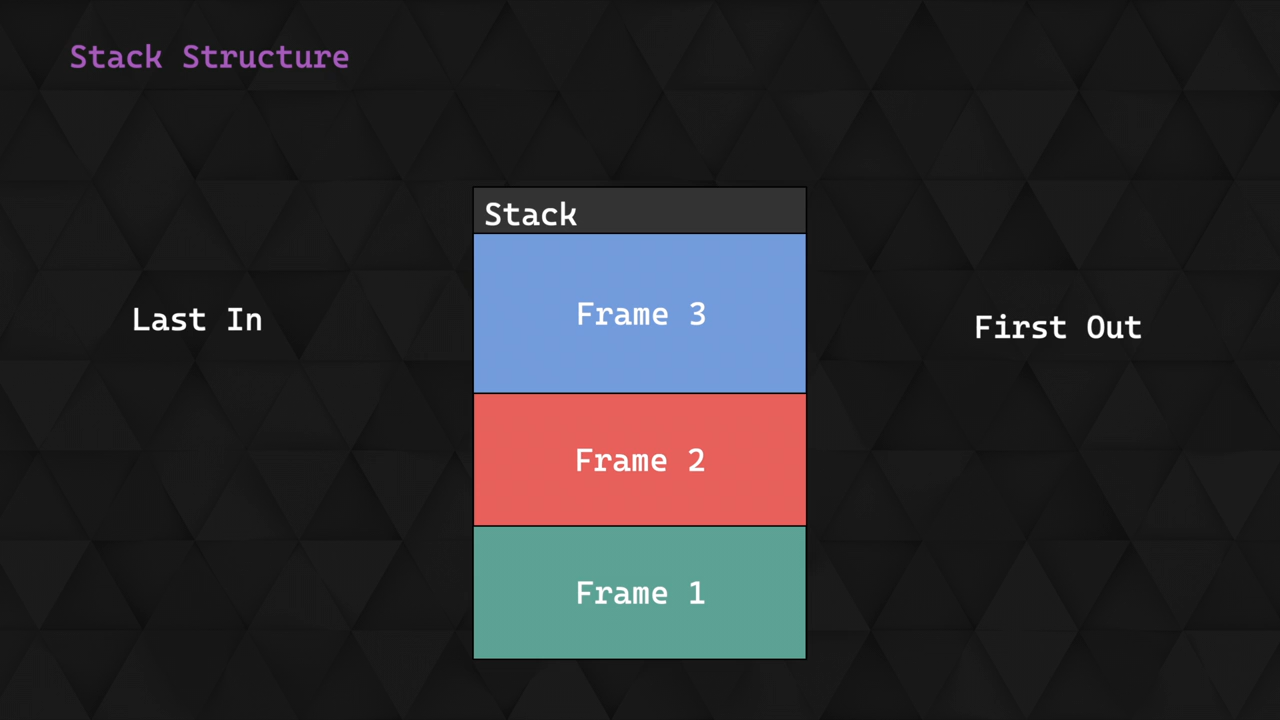 Stack Structure
Stack
Last In
Frame 3
First Out
Frame 2
Frame 1